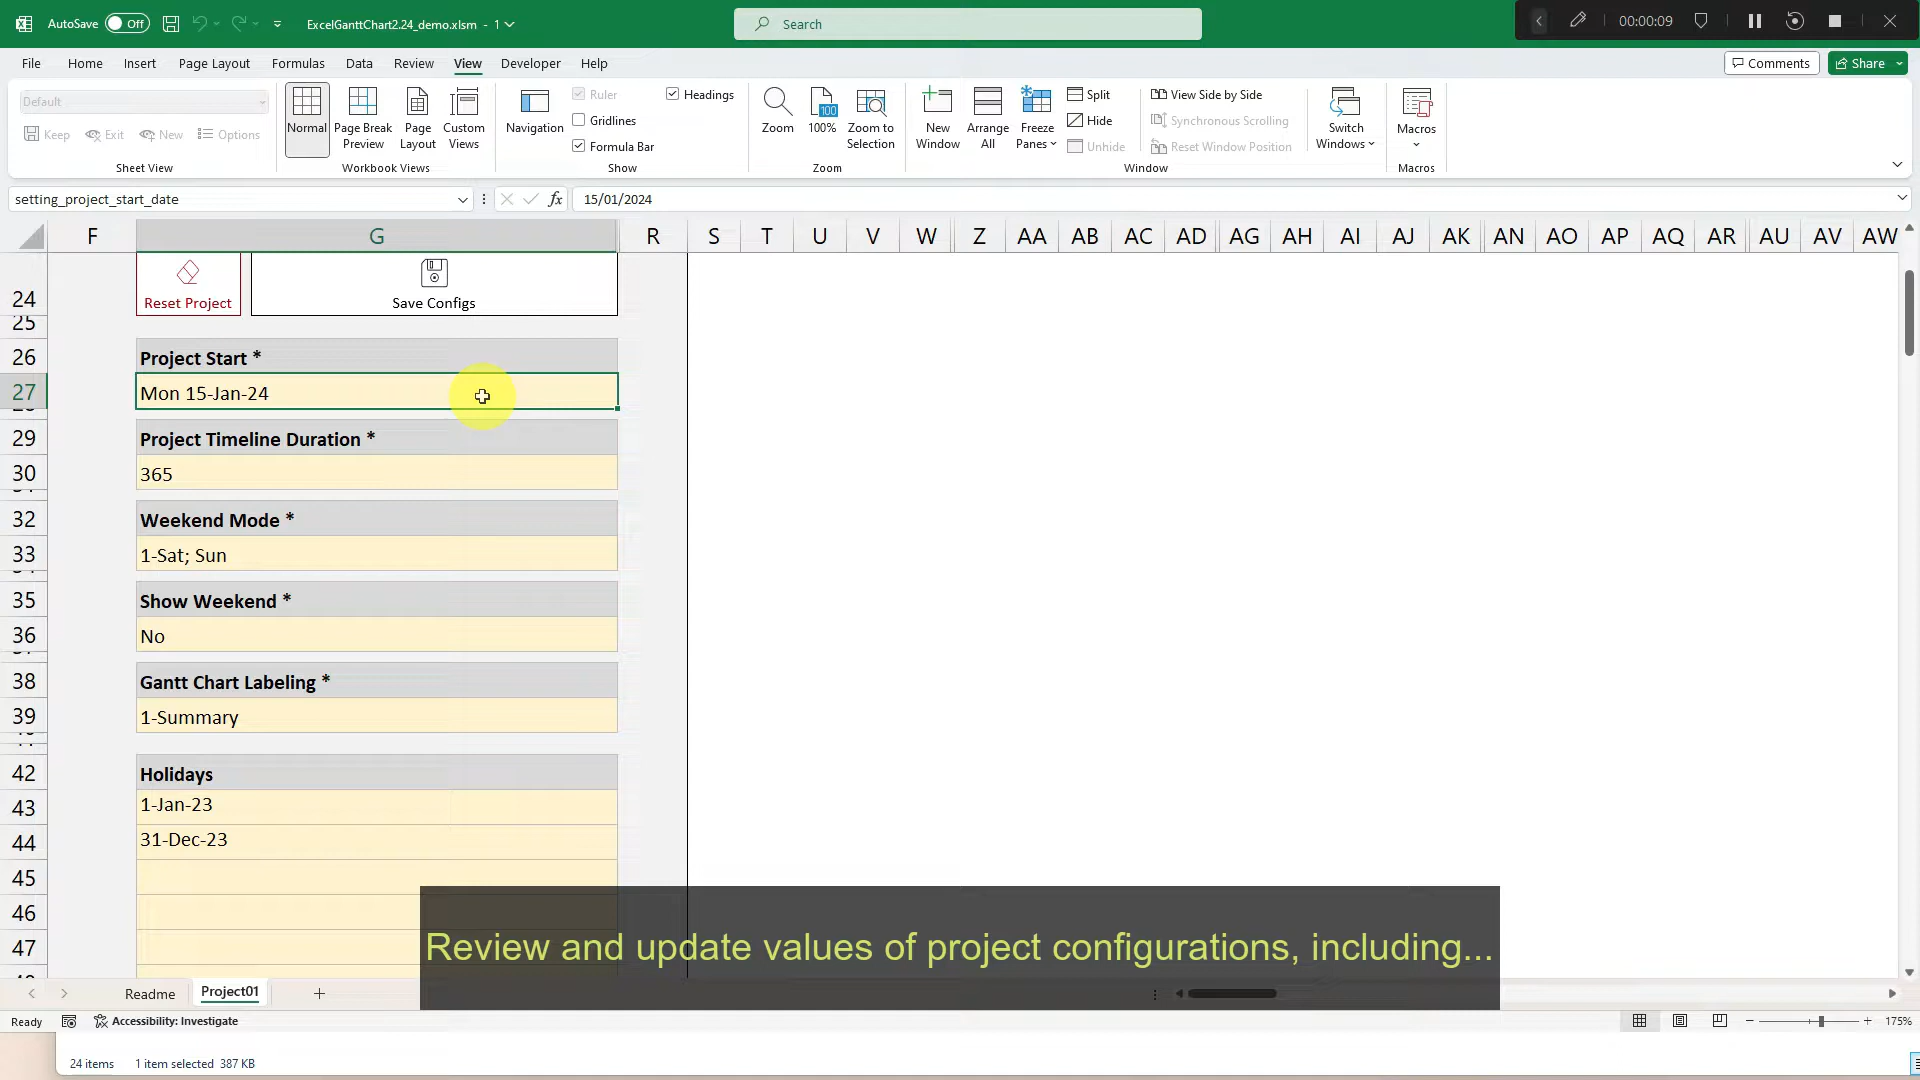 AutoSave Off
ExcelGanttChart2.24_demo.xlsm - 1
Search
00:00:09
File Home Insert Page Layout Formulas Data Review View Developer Help
Comments
Share
Default
Keep Exit New Options
Sheet View
Normal
Page Break Preview
Page Layout
Custom Views
Workbook Views
Navigation
Ruler
Gridlines
Formula Bar
Headings
Show
Zoom
100
100%
Zoom to Selection
Zoom
New Window
Arrange All
Freeze Panes
Split
Hide
Unhide
View Side by Side
Synchronous Scrolling
Reset Window Position
Switch Windows
Window
Macros
Macros
setting_project_start_date
fx
15/01/2024
F G R S T U V W Z AA AB AC AD AG AH AI AJ AK AN AO AP AQ AR AU AV AW
24
Reset Project
Save Configs
25
26 Project Start *
27 Mon 15-Jan-24
29 Project Timeline Duration *
30 365
32 Weekend Mode *
33 1-Sat; Sun
35 Show Weekend *
36 No
38 Gantt Chart Labeling *
39 1-Summary
42 Holidays
43 1-Jan-23
44 31-Dec-23
45
46
47
Review and update values of project configurations, including...
Readme Project01
Ready
Accessibility: Investigate
175%
24 items 1 item selected 387 KB